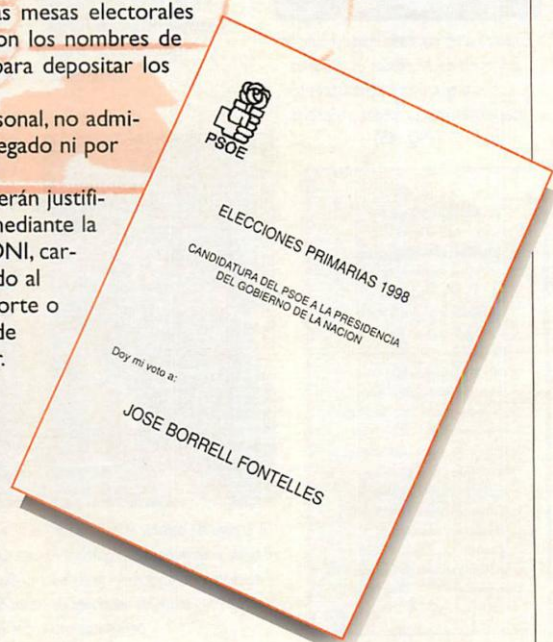 as mesas electorales
on los nombres de
para depositar los
sonal, no admi-
egado ni por
erán justifi-
mediante la
DNI, car-
do al
orte o
de
r.
PSOE
ELECCIONES PRIMARIAS 1998
CANDIDATURA DEL PSOE A LA PRESIDENCIA
DEL GOBIERNO DE LA NACION
Doy mi voto a:
JOSE BORRELL FONTELLES